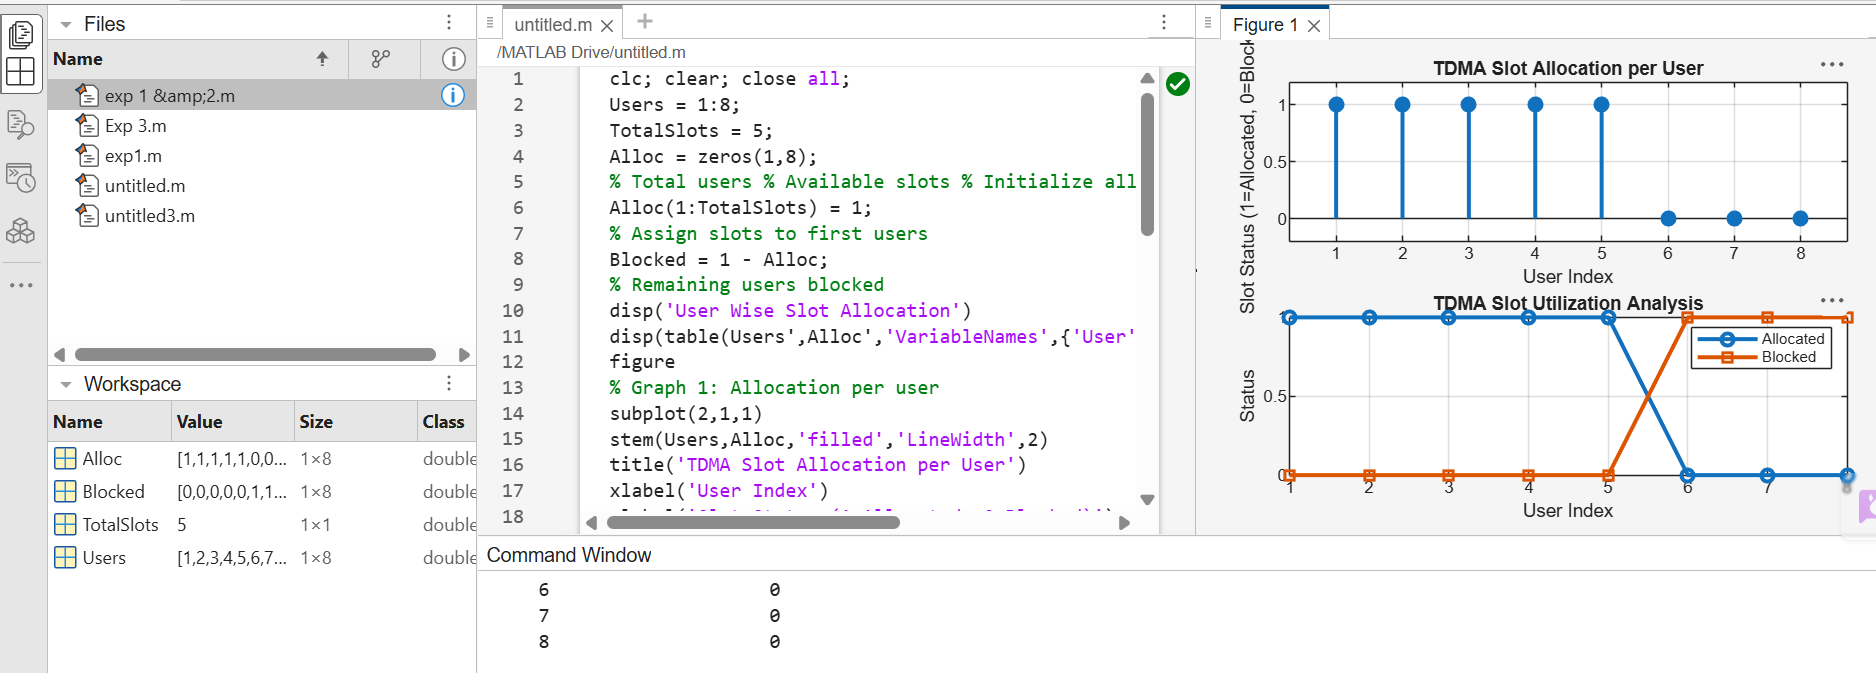 Files
Name
exp 1 &amp;2.m
Exp 3.m
exp1.m
untitled.m
untitled3.m
Workspace
Name Value Size Class
Alloc [1,1,1,1,1,0,0... 1×8 double
Blocked [0,0,0,0,0,1,1... 1×8 double
TotalSlots 5 1×1 double
Users [1,2,3,4,5,6,7... 1×8 double
untitled.m
/MATLAB Drive/untitled.m
1 clc; clear; close all;
2 Users = 1:8;
3 TotalSlots = 5;
4 Alloc = zeros(1,8);
5 % Total users % Available slots % Initialize all
6 Alloc(1:TotalSlots) = 1;
7 % Assign slots to first users
8 Blocked = 1 - Alloc;
9 % Remaining users blocked
10 disp('User Wise Slot Allocation')
11 disp(table(Users',Alloc','VariableNames',{'User'
12 figure
13 % Graph 1: Allocation per user
14 subplot(2,1,1)
15 stem(Users,Alloc,'filled','LineWidth',2)
16 title('TDMA Slot Allocation per User')
17 xlabel('User Index')
18
Command Window
6 0
7 0
8 0
Figure 1
TDMA Slot Allocation per User
Slot Status (1=Allocated, 0=Block
1
0.5
0
1 2 3 4 5 6 7 8
User Index
TDMA Slot Utilization Analysis
Status
1
0.5
0
Allocated
Blocked
1 2 3 4 5 6 7 8
User Index